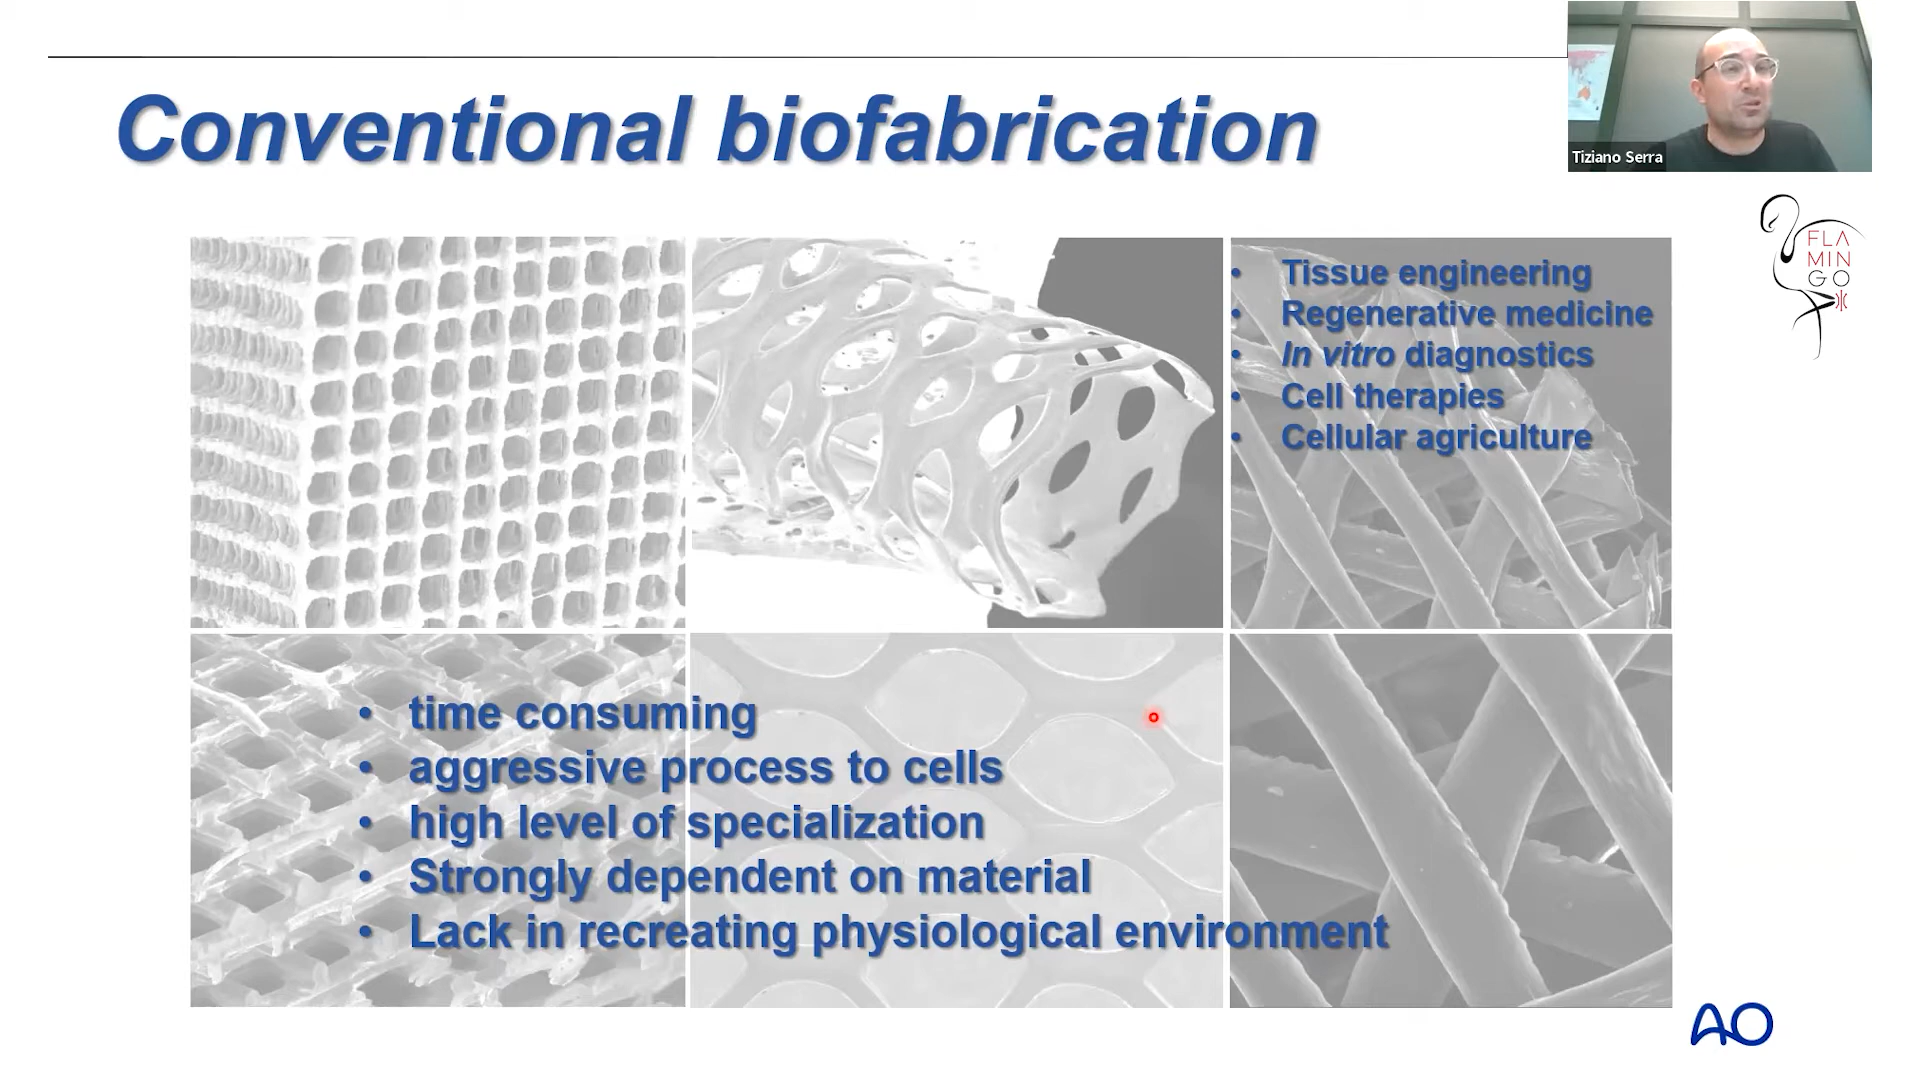 Conventional biofabrication
Tiziano Serra
FLA
MIN
GO
• Tissue engineering
• Regenerative medicine
• In vitro diagnostics
• Cell therapies
• Cellular agriculture
• time consuming
• aggressive process to cells
• high level of specialization
• Strongly dependent on material
• Lack in recreating physiological environment
AO